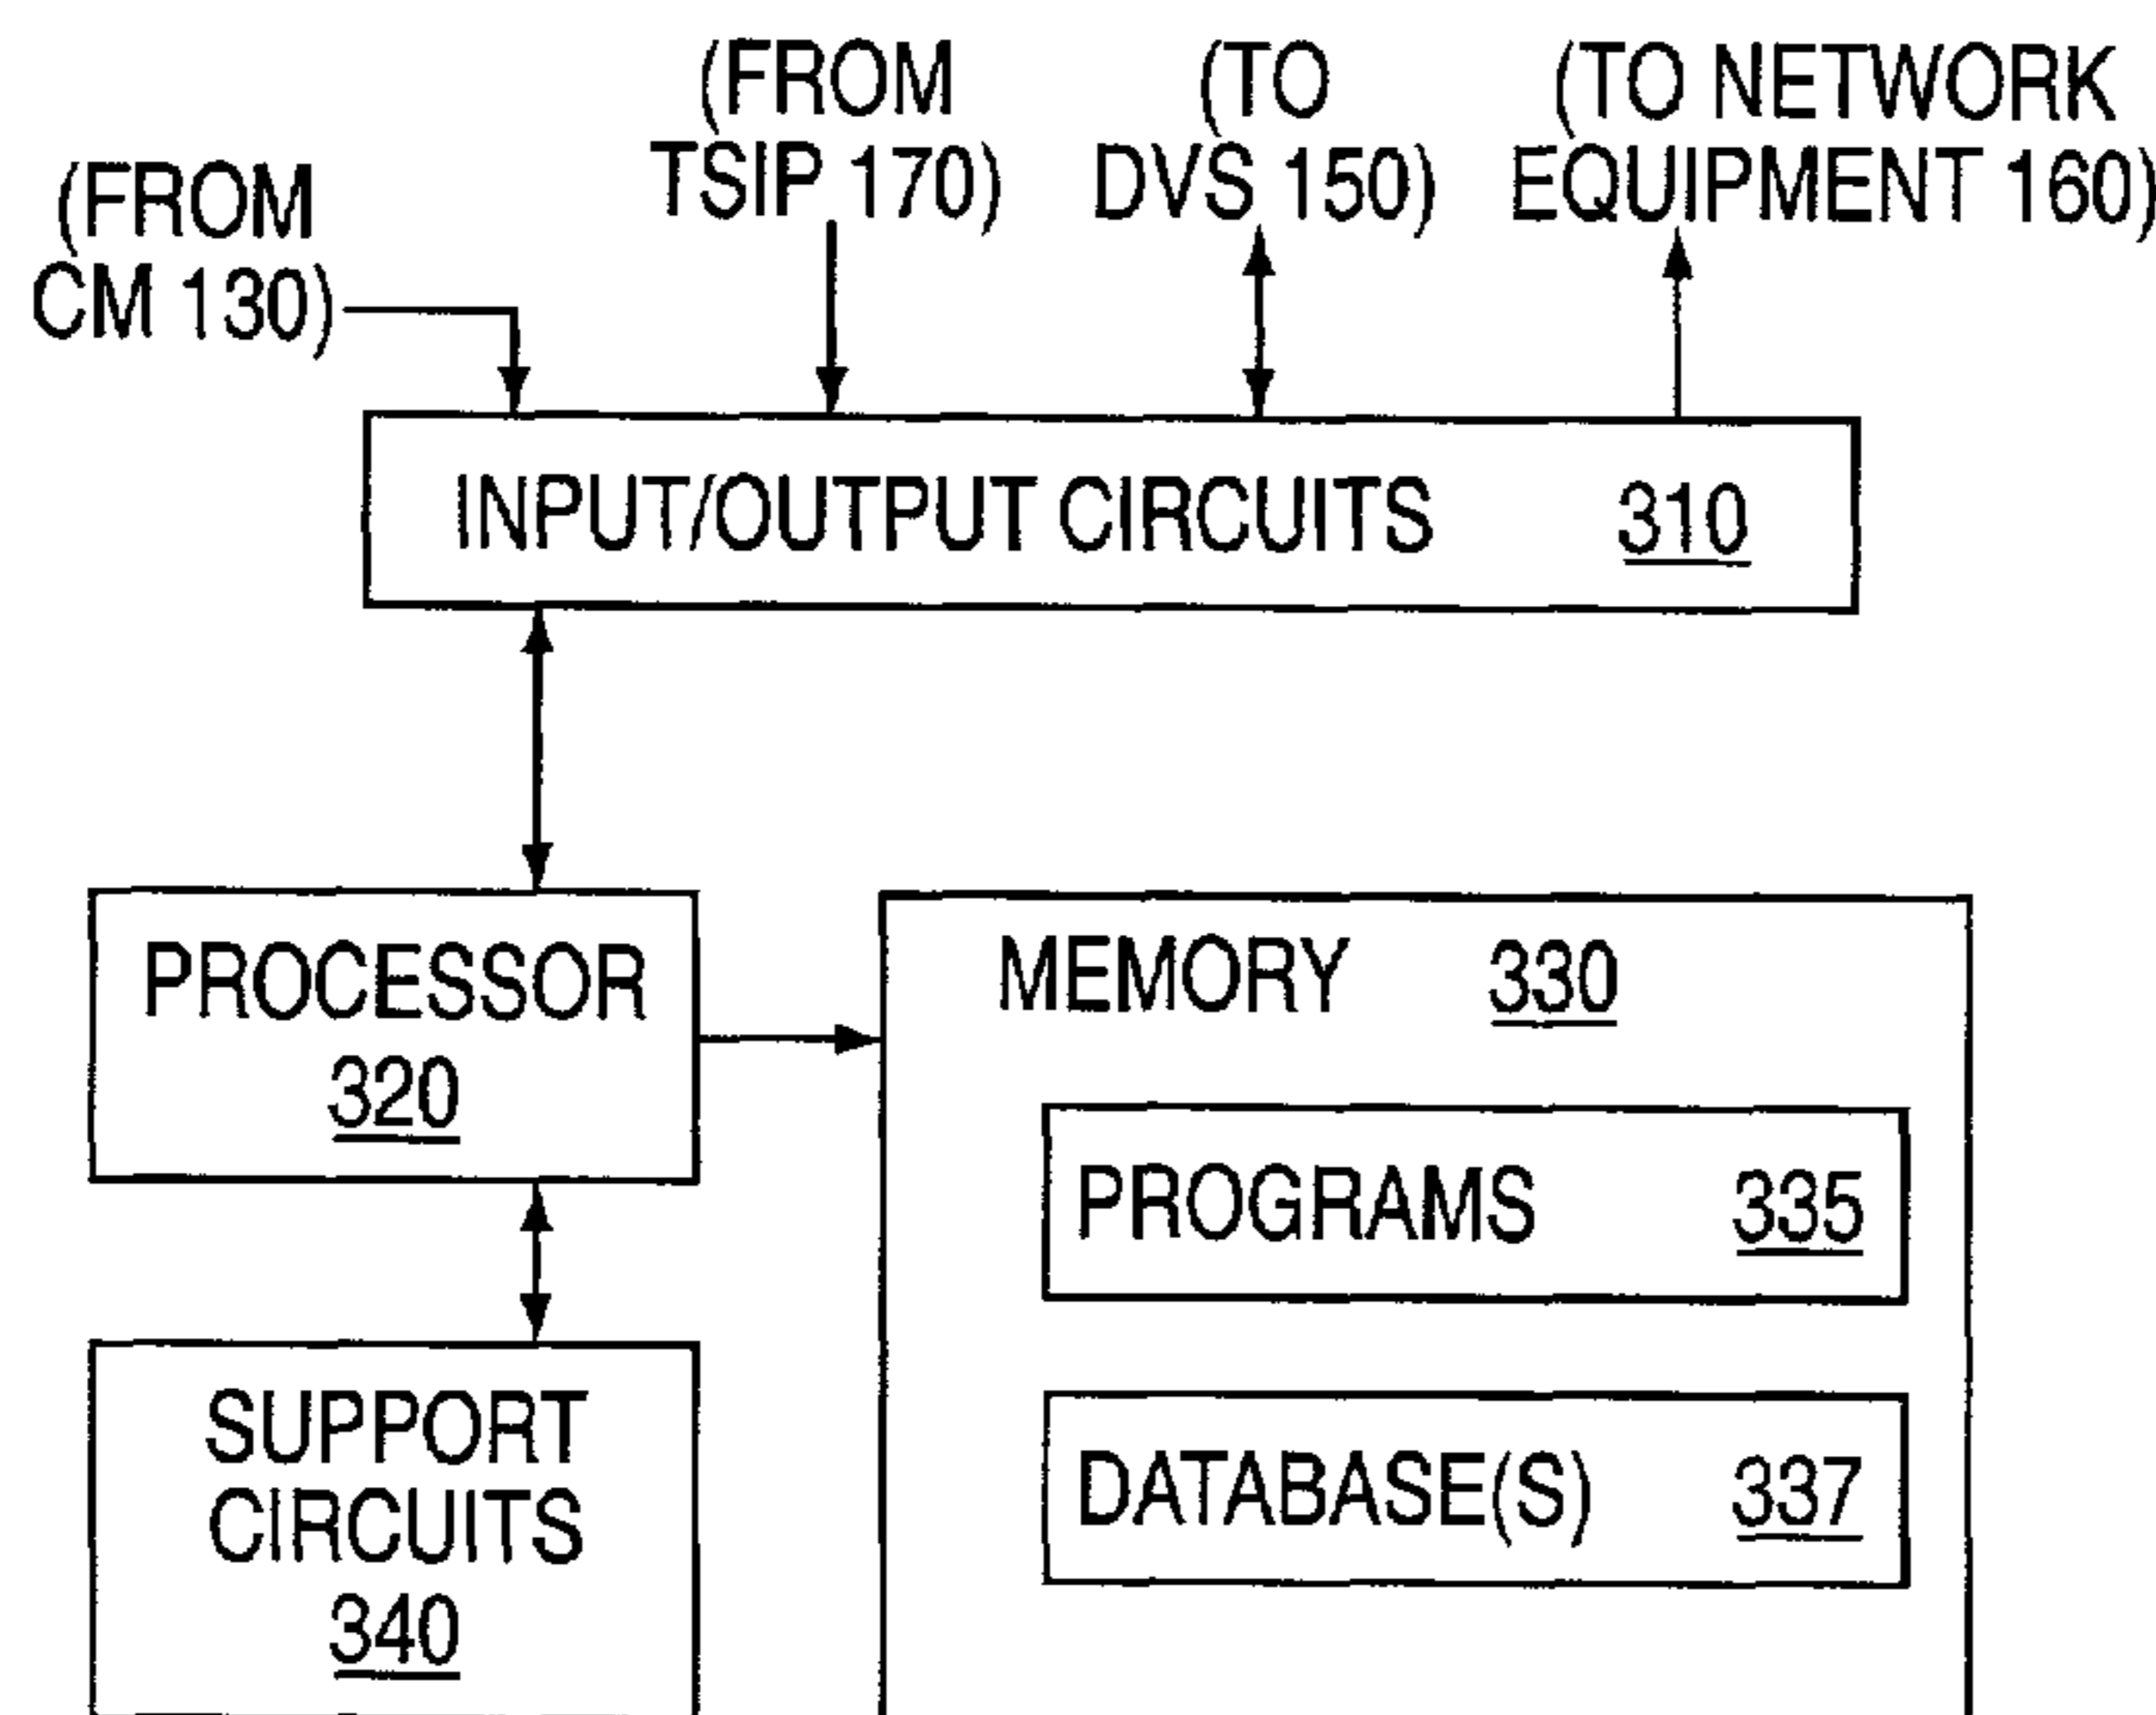 (FROM
CM 130)
(FROM
TSIP 170)
(TO
DVS 150)
(TO NETWORK
EQUIPMENT 160)
INPUT/OUTPUT CIRCUITS 310
PROCESSOR
320
MEMORY 330
PROGRAMS 335
DATABASE(S) 337
SUPPORT
CIRCUITS
340